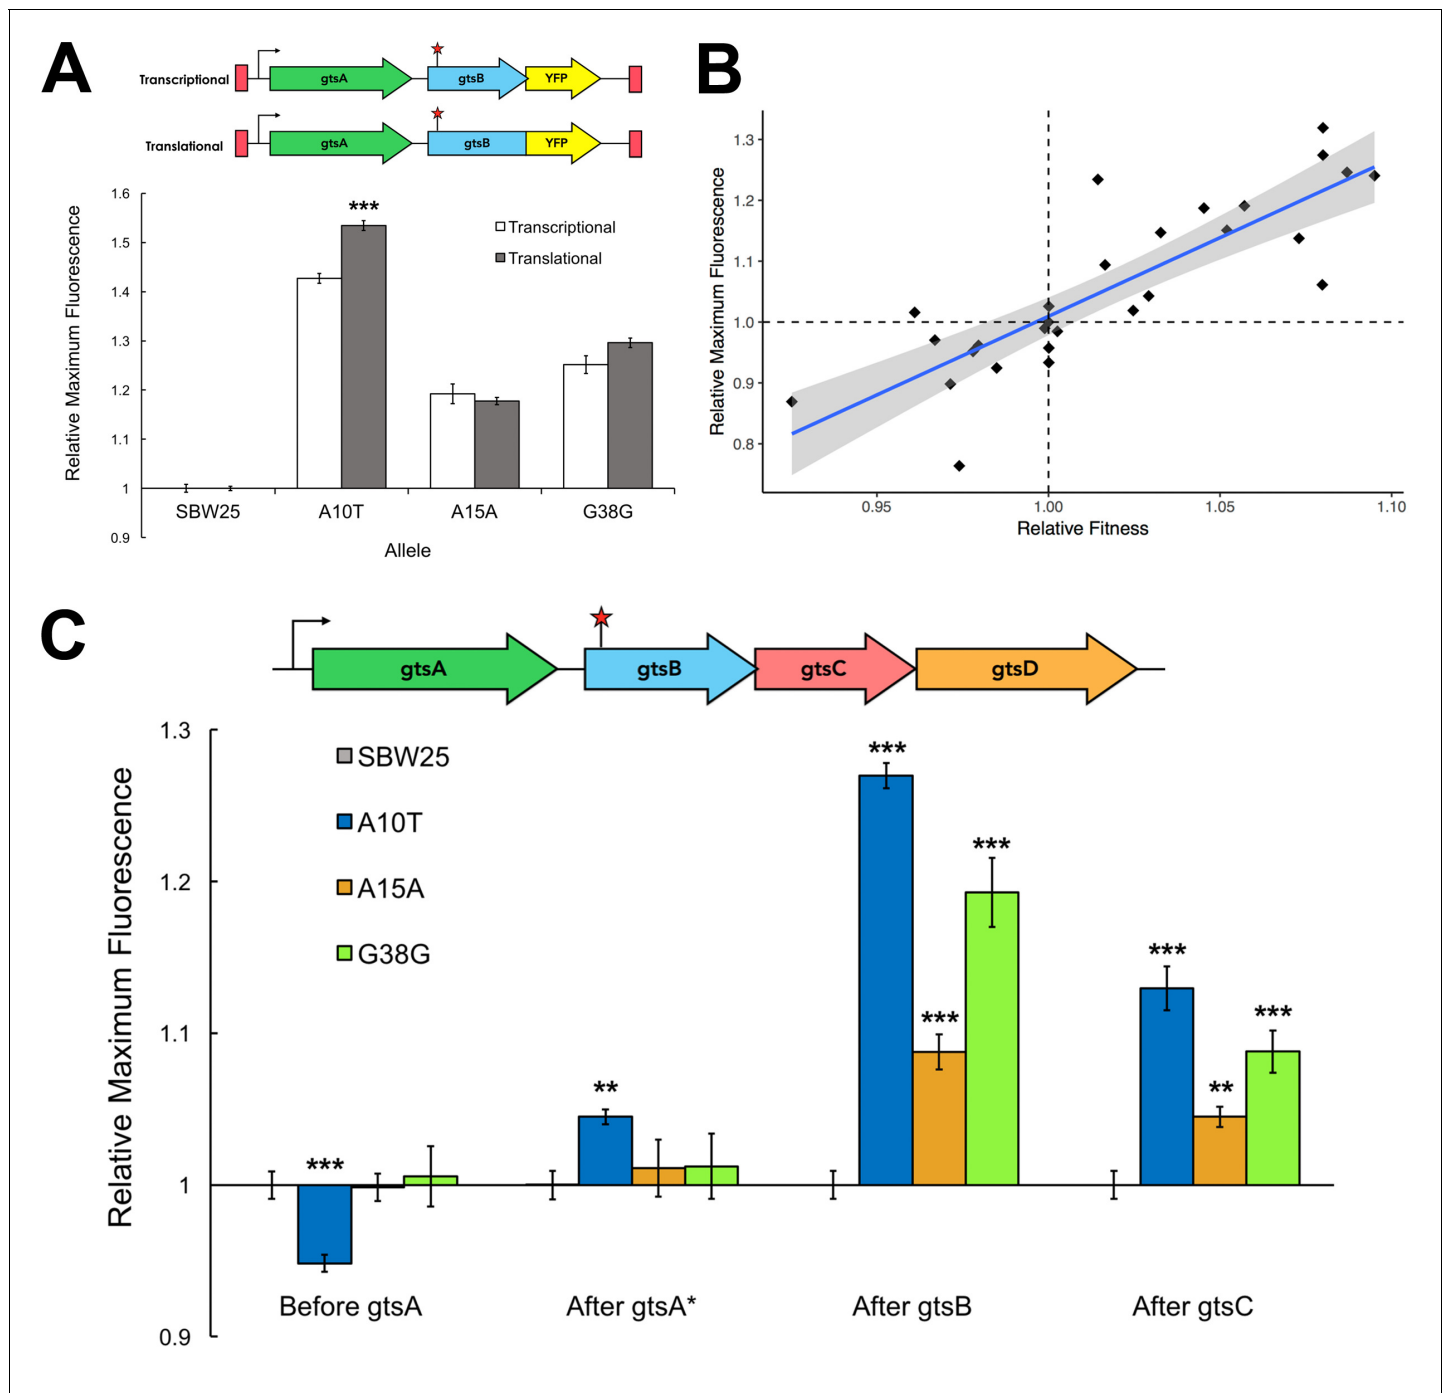 A
Transcriptional
gtsA
gtsB
YFP
Translational
gtsA
gtsB
YFP
Relative Maximum Fluorescence
1.6
1.5
1.4
1.3
1.2
1.1
1
0.9
***
Transcriptional
Translational
SBW25
A10T
A15A
G38G
Allele
B
Relative Maximum Fluorescence
1.3
1.2
1.1
1.0
0.9
0.8
0.95
1.00
1.05
1.10
Relative Fitness
C
gtsA
gtsB
gtsC
gtsD
Relative Maximum Fluorescence
1.3
1.2
1.1
1
0.9
SBW25
A10T
A15A
G38G
***
**
***
***
***
***
**
***
Before gtsA
After gtsA*
After gtsB
After gtsC